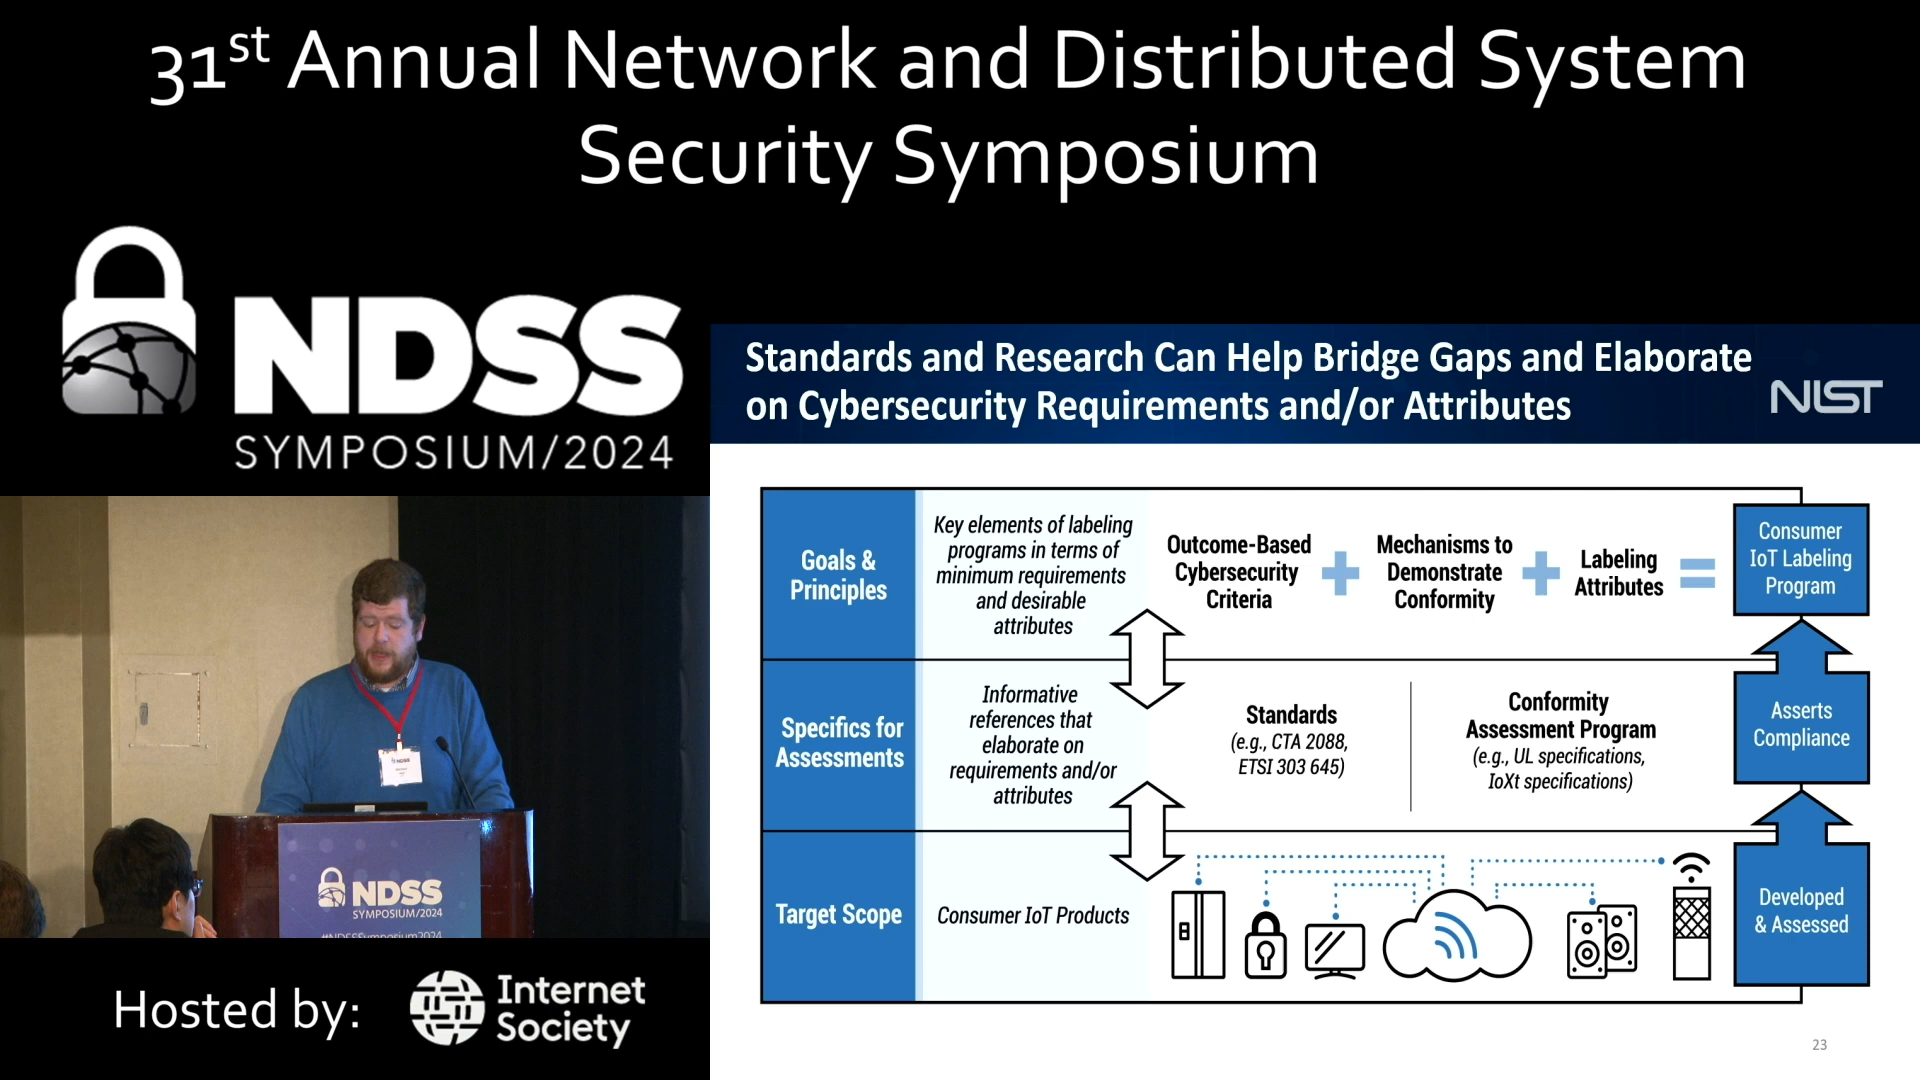 31st Annual Network and Distributed System
Security Symposium
NDSS
SYMPOSIUM/2024
Standards and Research Can Help Bridge Gaps and Elaborate
on Cybersecurity Requirements and/or Attributes
NIST
Goals &
Principles
Key elements of labeling
programs in terms of
minimum requirements
and desirable
attributes
Outcome-Based
Cybersecurity
Criteria
+
Mechanisms to
Demonstrate
Conformity
+
Labeling
Attributes
=
Consumer
IoT Labeling
Program
Specifics for
Assessments
Informative
references that
elaborate on
requirements and/or
attributes
Standards
(e.g., CTA 2088,
ETSI 303 645)
Conformity
Assessment Program
(e.g., UL specifications,
IoXt specifications)
Asserts
Compliance
Target Scope
Consumer IoT Products
Developed
& Assessed
23
NDSS
NDSS
SYMPOSIUM/2024
#NDSSSymposium2024
Hosted by:
Internet
Society